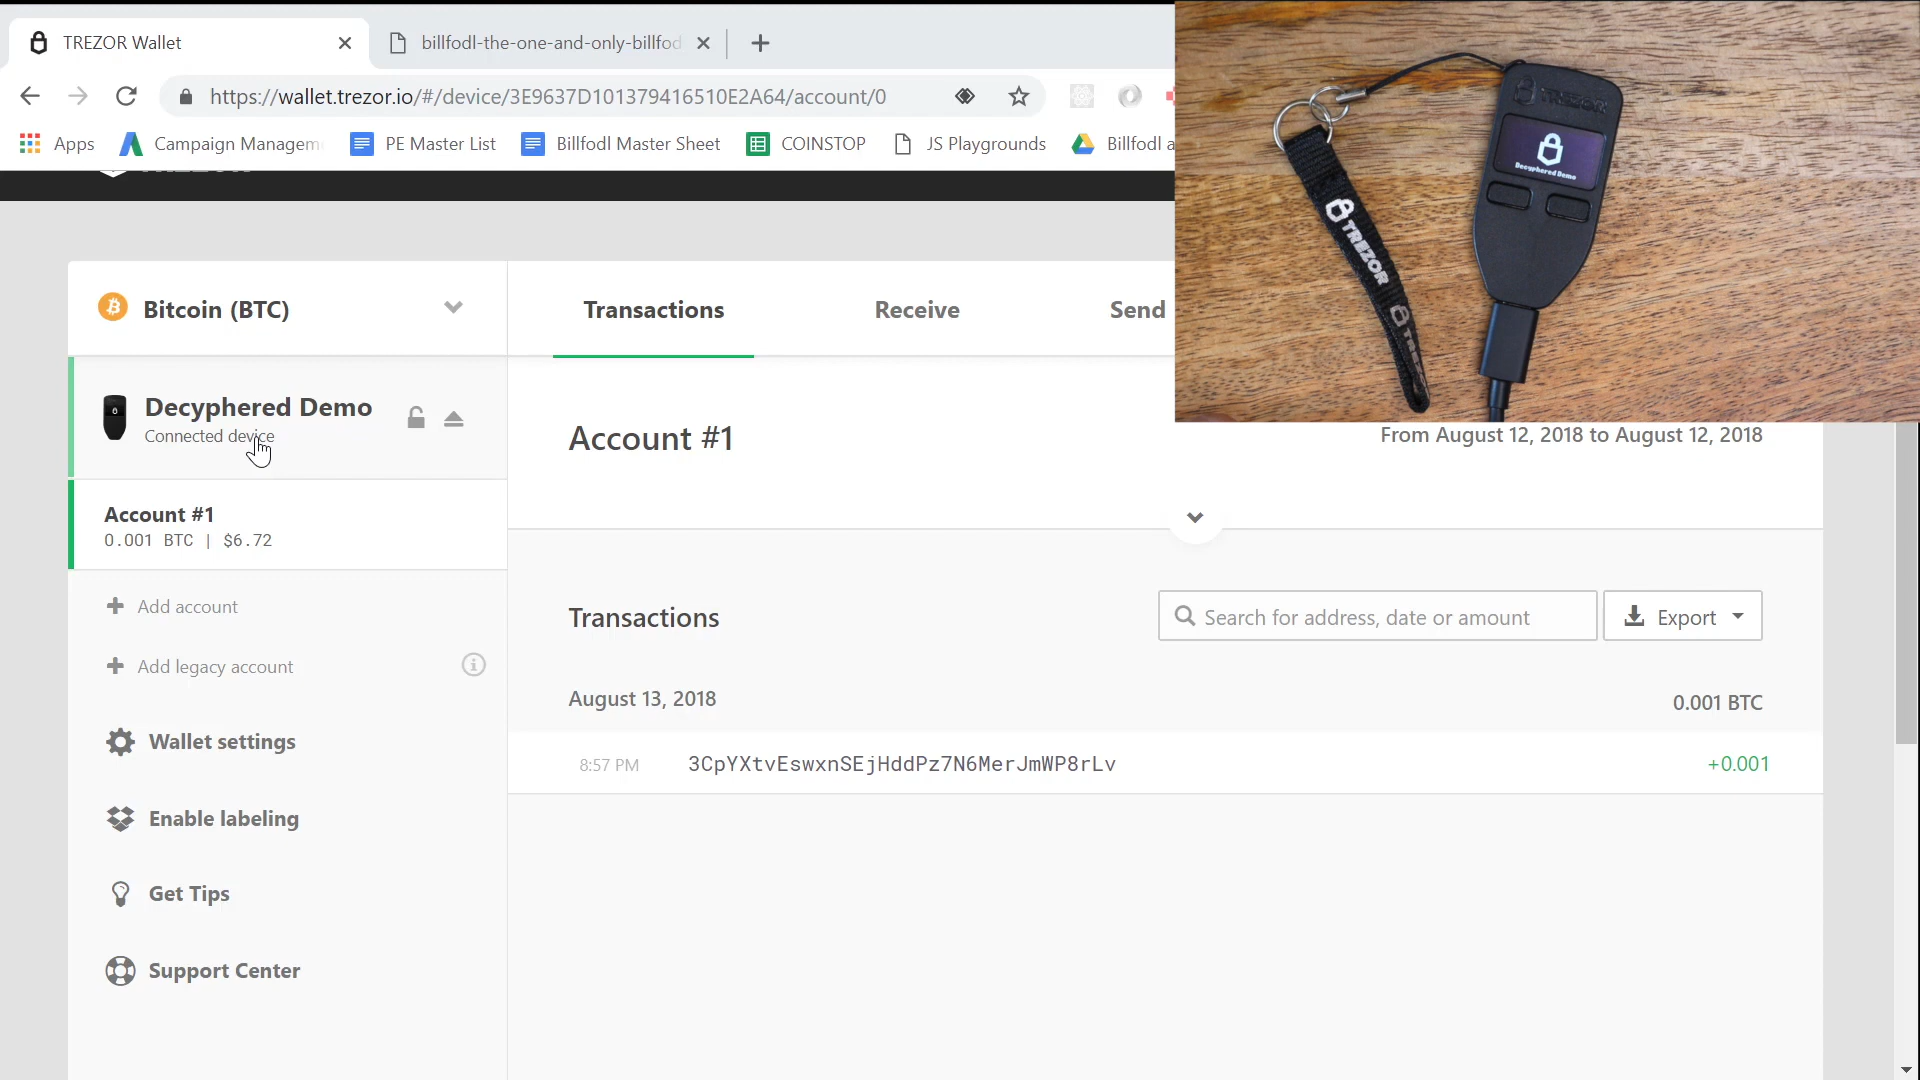 TREZOR Wallet
billfodl-the-one-and-only-billfod
https://wallet.trezor.io/#/device/3E9637D101379416510E2A64/account/0
Apps
Campaign Managem
PE Master List
Billfodl Master Sheet
COINSTOP
JS Playgrounds
Billfodl a
TREZOR
Decyphered Demo
TREZOR
Bitcoin (BTC)
Transactions
Receive
Send
Decyphered Demo
Connected device
Account #1
From August 12, 2018 to August 12, 2018
Account #1
0.001 BTC | $6.72
Add account
Add legacy account
Wallet settings
Enable labeling
Get Tips
Support Center
Transactions
Search for address, date or amount
Export
August 13, 2018
0.001 BTC
8:57 PM
3CpYXtvEswxnSEjHddPz7N6MerJmWP8rLv
+0.001